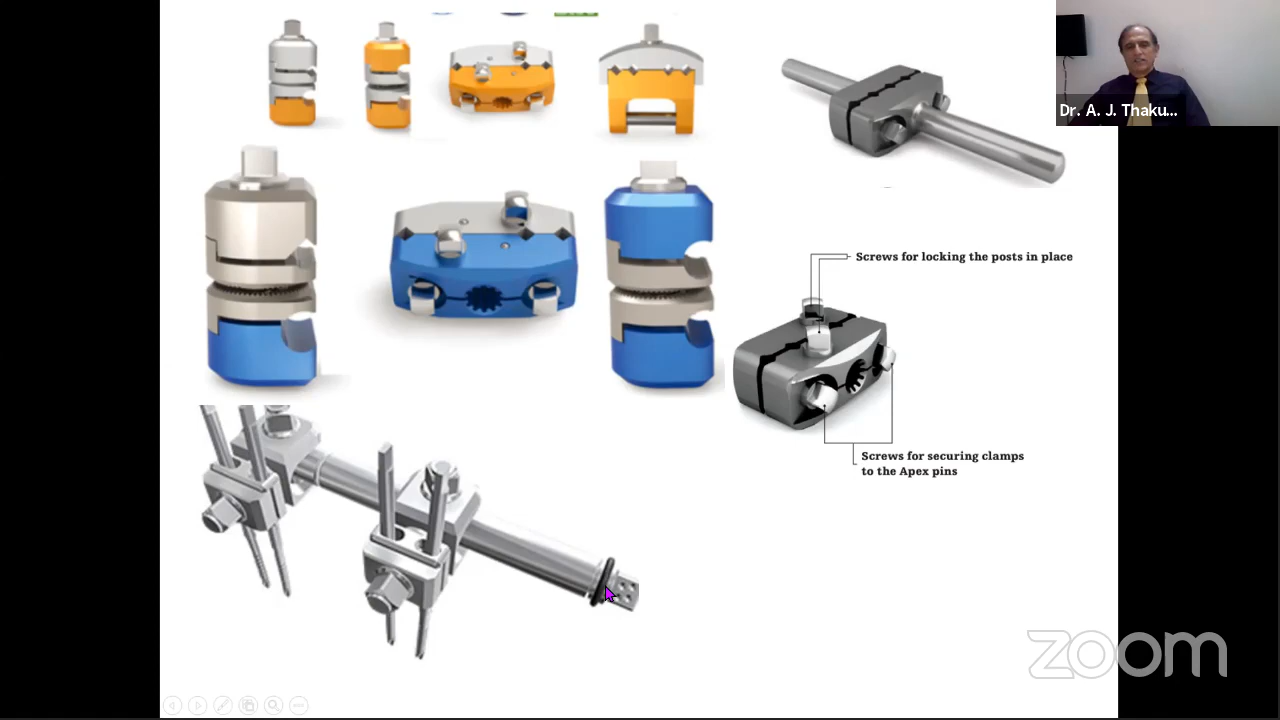 Dr. A. J. Thaku...
Screws for locking the posts in place
Screws for securing clamps
to the Apex pins
zoom